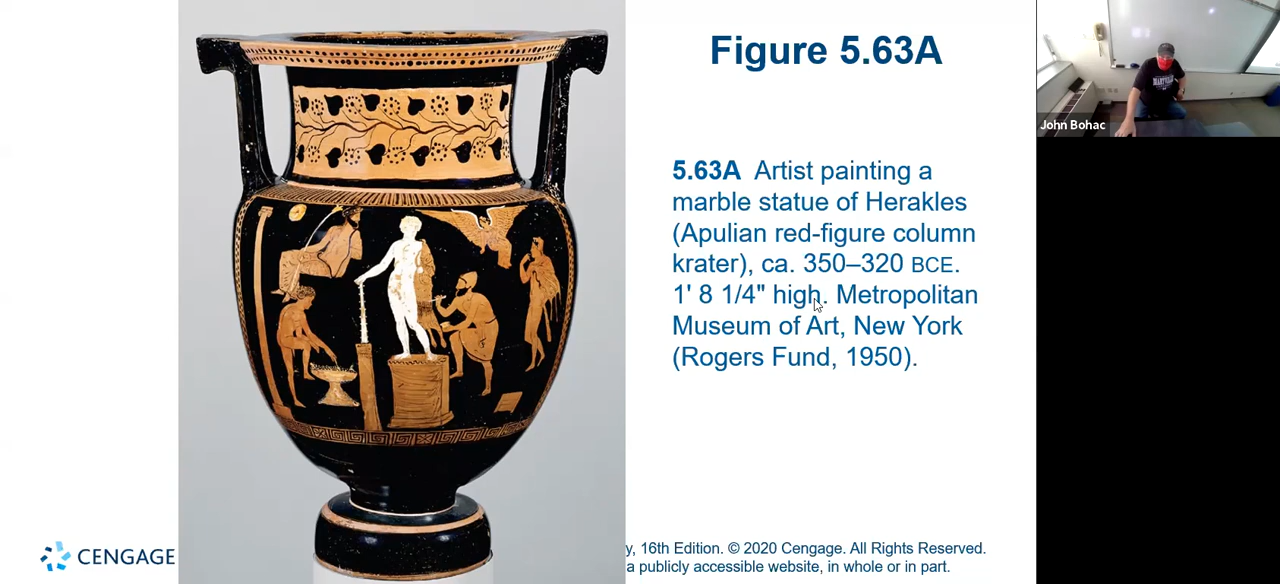 Figure 5.63A
5.63A Artist painting a
marble statue of Herakles
(Apulian red-figure column
krater), ca. 350–320 BCE.
1' 8 1/4" high. Metropolitan
Museum of Art, New York
(Rogers Fund, 1950).
John Bohac
CENGAGE
y, 16th Edition. © 2020 Cengage. All Rights Reserved.
a publicly accessible website, in whole or in part.